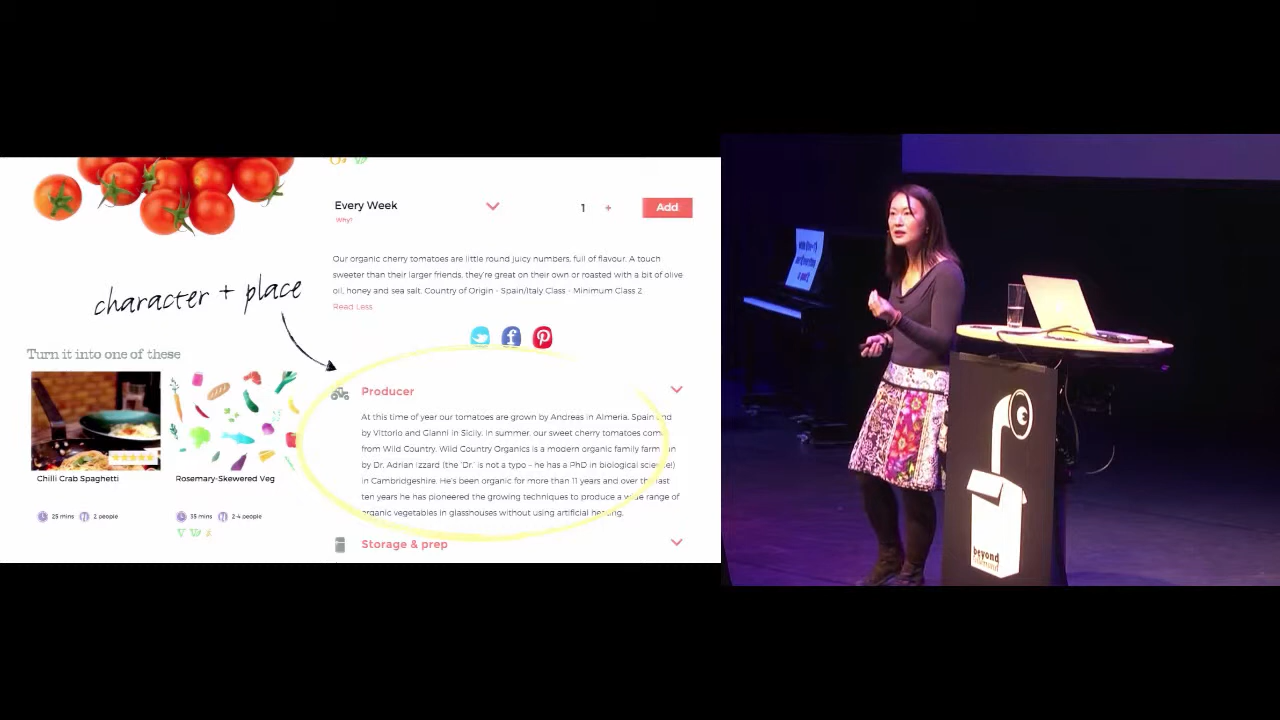 Every Week
Why?
1 +
Add
Our organic cherry tomatoes are little round juicy numbers, full of flavour. A touch
sweeter than their larger friends, they're great on their own or roasted with a bit of olive
oil, honey and sea salt. Country of Origin - Spain/Italy Class - Minimum Class 2
Read Less
character + place
Turn it into one of these
Chilli Crab Spaghetti
25 mins 2 people
Rosemary-Skewered Veg
35 mins 2-4 people
Producer
At this time of year our tomatoes are grown by Andreas in Almeria, Spain and
by Vittorio and Gianni in Sicily. In summer, our sweet cherry tomatoes com
from Wild Country. Wild Country Organics is a modern organic family farm run
by Dr. Adrian Izzard (the 'Dr.' is not a typo - he has a PhD in biological science!)
in Cambridgeshire. He's been organic for more than 11 years and over the last
ten years he has pioneered the growing techniques to produce a wide range of
organic vegetables in glasshouses without using artificial heating.
Storage & prep
beyond